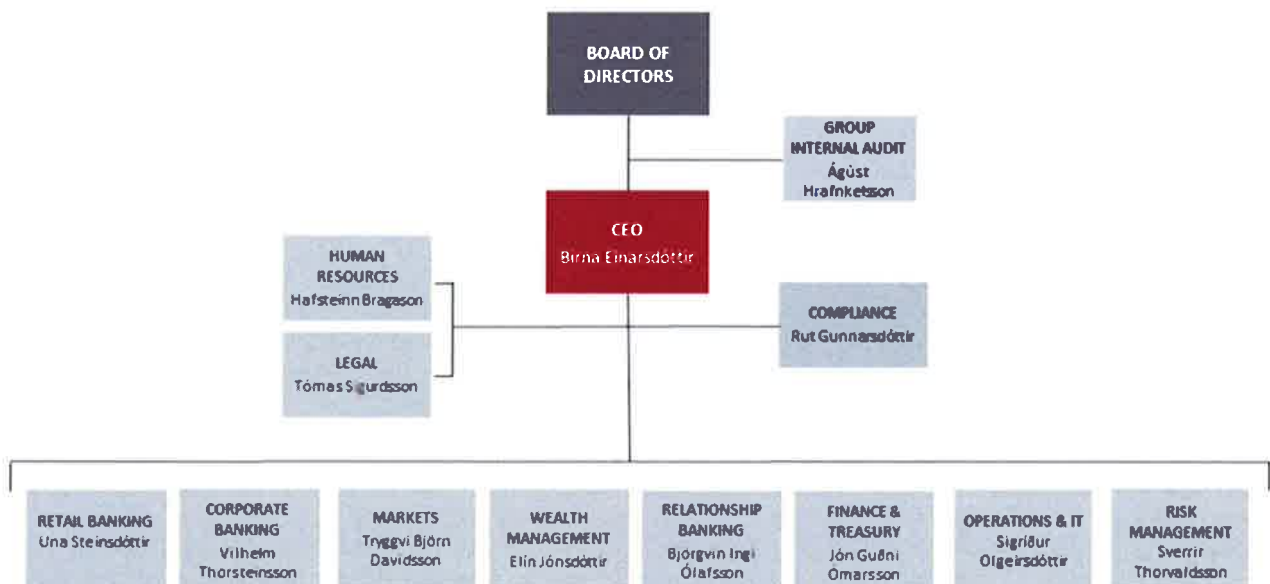 BOARD OF
DIRECTORS
GROUP
INTERNAL AUDIT
Ágúst
Hrafnkelsson
CEO
Birna Einarsdóttir
HUMAN
RESOURCES
Hafsteinn Bragason
COMPLIANCE
Rut Gunnarsdóttir
LEGAL
Tómas Sigurdsson
RETAIL BANKING
Una Steinsdóttir
CORPORATE
BANKING
Vilhelm
Thorsteinsson
MARKETS
Tryggvi Björn
Davidsson
WEALTH
MANAGEMENT
Elín Jónsdóttir
RELATIONSHIP
BANKING
Björgvin Ingi
Ólafsson
FINANCE &
TREASURY
Jón Guðni
Ómarsson
OPERATIONS & IT
Sigríður
Olgeirsdóttir
RISK
MANAGEMENT
Sverrir
Thorvaldsson